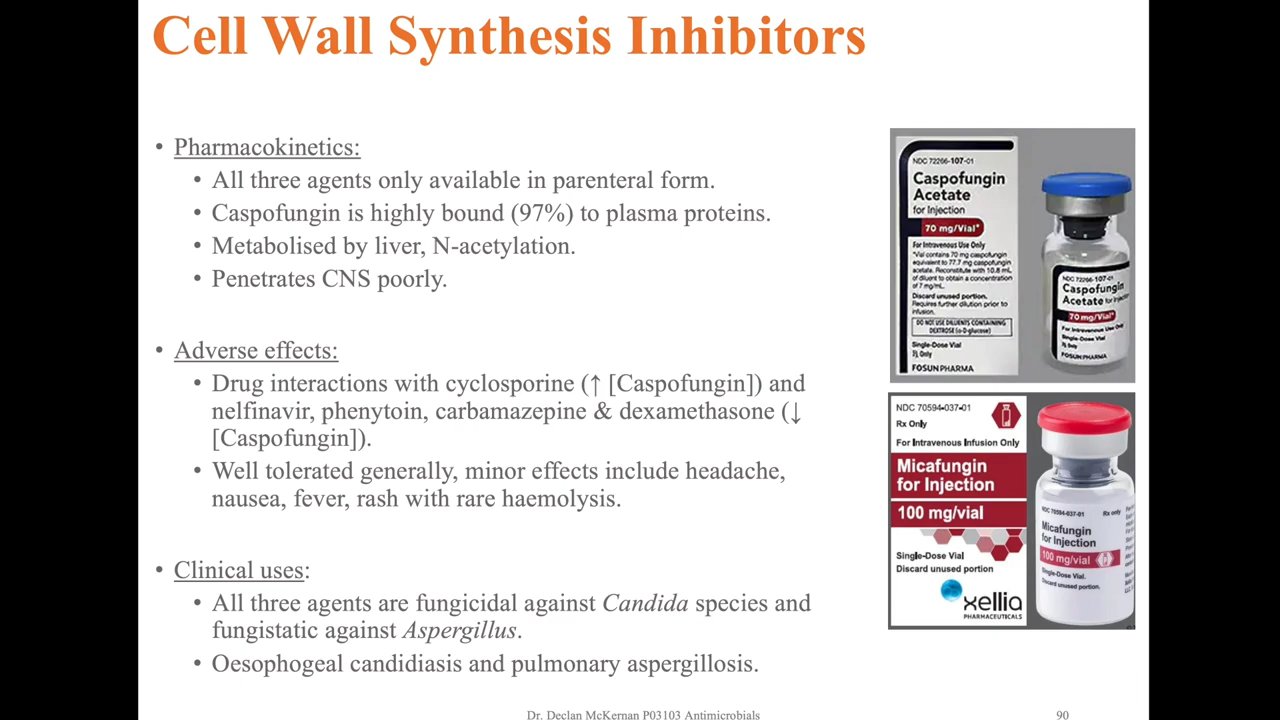 Cell Wall Synthesis Inhibitors
• Pharmacokinetics:
• All three agents only available in parenteral form.
• Caspofungin is highly bound (97%) to plasma proteins.
• Metabolised by liver, N-acetylation.
• Penetrates CNS poorly.
• Adverse effects:
• Drug interactions with cyclosporine (↑ [Caspofungin]) and
nelfinavir, phenytoin, carbamazepine & dexamethasone (↓
[Caspofungin]).
• Well tolerated generally, minor effects include headache,
nausea, fever, rash with rare haemolysis.
• Clinical uses:
• All three agents are fungicidal against Candida species and
fungistatic against Aspergillus.
• Oesophogeal candidiasis and pulmonary aspergillosis.
NDC 72266-107-01
Caspofungin
Acetate
for Injection
70 mg/Vial*
For Intravenous Use Only
*Vial contains 70 mg caspofungin
equivalent to 77.7 mg caspofungin
acetate. Reconstitute with 10.8 mL
of diluent to obtain a concentration
of 7 mg/mL.
Discard unused portion.
Requires further dilution prior to
infusion.
DO NOT USE DILUENTS CONTAINING
DEXTROSE (α-D-glucose)
Single-Dose Vial
Rx Only
FOSUN PHARMA
NDC 72266-107-01
Caspofungin
Acetate for Injection
70 mg/Vial*
For Intravenous Use Only
Single-Dose Vial
Rx Only
FOSUN PHARMA
NDC 70594-037-01
Rx Only
For Intravenous Infusion Only
Micafungin
for Injection
100 mg/vial
Single-Dose Vial
Discard unused portion
xellia
PHARMACEUTICALS
NDC 70594-037-01 Rx only
Micafungin
for Injection
100 mg/vial
Single-Dose Vial.
Discard unused portion.
Dr. Declan McKernan P03103 Antimicrobials
90